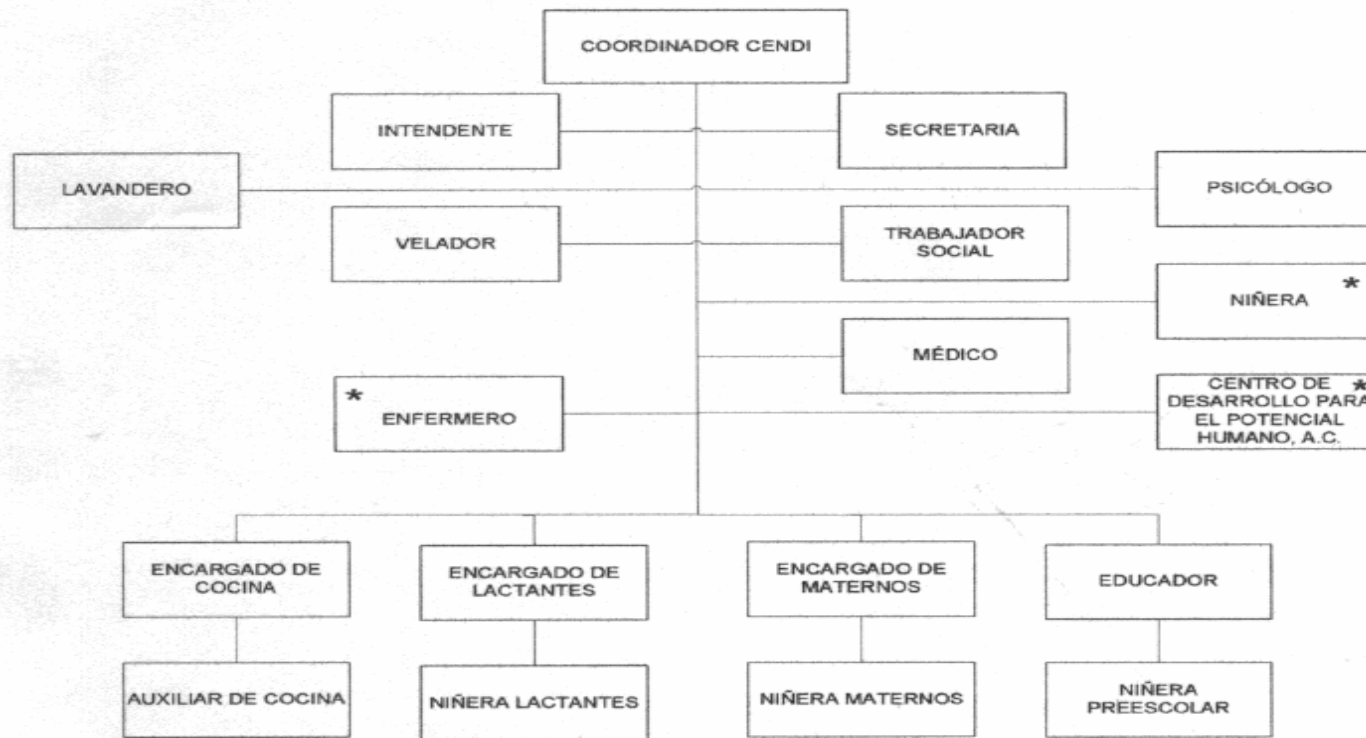 COORDINADOR CENDI
INTENDENTE
SECRETARIA
LAVANDERO
PSICÓLOGO
VELADOR
TRABAJADOR
SOCIAL
NIÑERA *
MÉDICO
* ENFERMERO
CENTRO DE *
DESARROLLO PARA
EL POTENCIAL
HUMANO, A.C.
ENCARGADO DE
COCINA
ENCARGADO DE
LACTANTES
ENCARGADO DE
MATERNOS
EDUCADOR
AUXILIAR DE COCINA
NIÑERA LACTANTES
NIÑERA MATERNOS
NIÑERA
PREESCOLAR